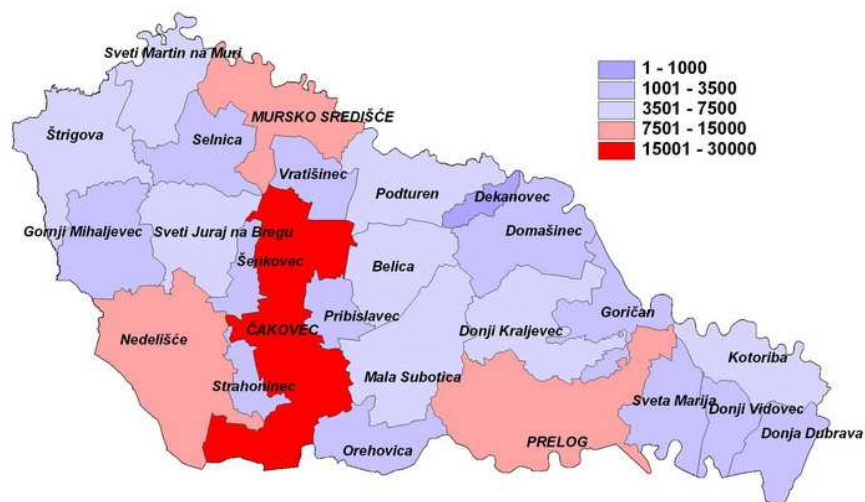 Sveti Martin na Muri
1 - 1000
1001 - 3500
3501 - 7500
7501 - 15000
15001 - 30000
MURSKO SREDIŠĆE
Štrigova
Selnica
Vratišinec
Podturen
Dekanovec
Gornji Mihaljevec
Sveti Juraj na Bregu
Domašinec
Šenkovec
Belica
Pribislavec
Goričan
Nedelišće
ČAKOVEC
Donji Kraljevec
Kotoriba
Strahoninec
Mala Subotica
Sveta Marija
Donji Vidovec
Donja Dubrava
Orehovica
PRELOG